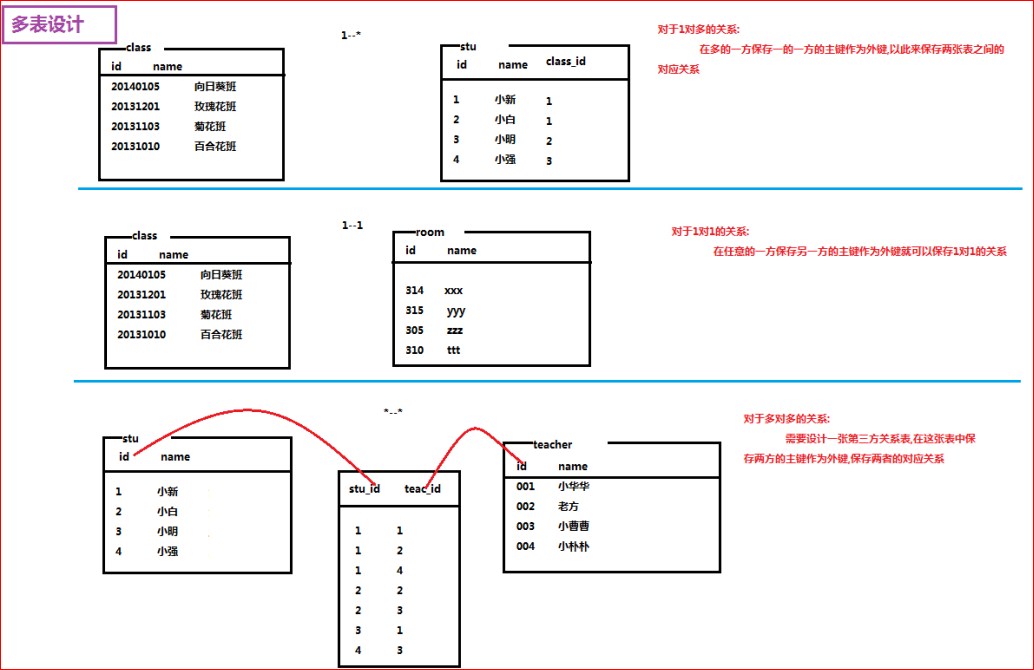 多表设计
1--*
class
id name
20140105 向日葵班
20131201 玫瑰花班
20131103 菊花班
20131010 百合花班
stu
id name class_id
1 小新 1
2 小白 1
3 小明 2
4 小强 3
对于1对多的关系:
在多的一方保存一的一方的主键作为外键,以此来保存两张表之间的
对应关系
1--1
class
id name
20140105 向日葵班
20131201 玫瑰花班
20131103 菊花班
20131010 百合花班
room
id name
314 xxx
315 yyy
305 zzz
310 ttt
对于1对1的关系:
在任意的一方保存另一方的主键作为外键就可以保存1对1的关系
*--*
stu
id name
1 小新
2 小白
3 小明
4 小强
stu_id teac_id
1 1
1 2
1 4
2 2
2 3
3 1
4 3
teacher
id name
001 小华华
002 老方
003 小曹曹
004 小朴朴
对于多对多的关系:
需要设计一张第三方关系表,在这张表中保
存两方的主键作为外键,保存两者的对应关系